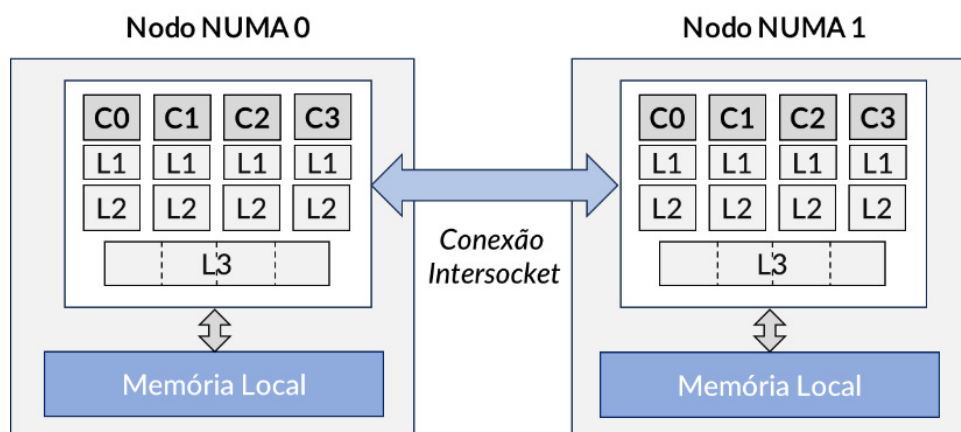 Nodo NUMA 0
C0 C1 C2 C3
L1 L1 L1 L1
L2 L2 L2 L2
L3
Memória Local
Conexão
Intersocket
Nodo NUMA 1
C0 C1 C2 C3
L1 L1 L1 L1
L2 L2 L2 L2
L3
Memória Local